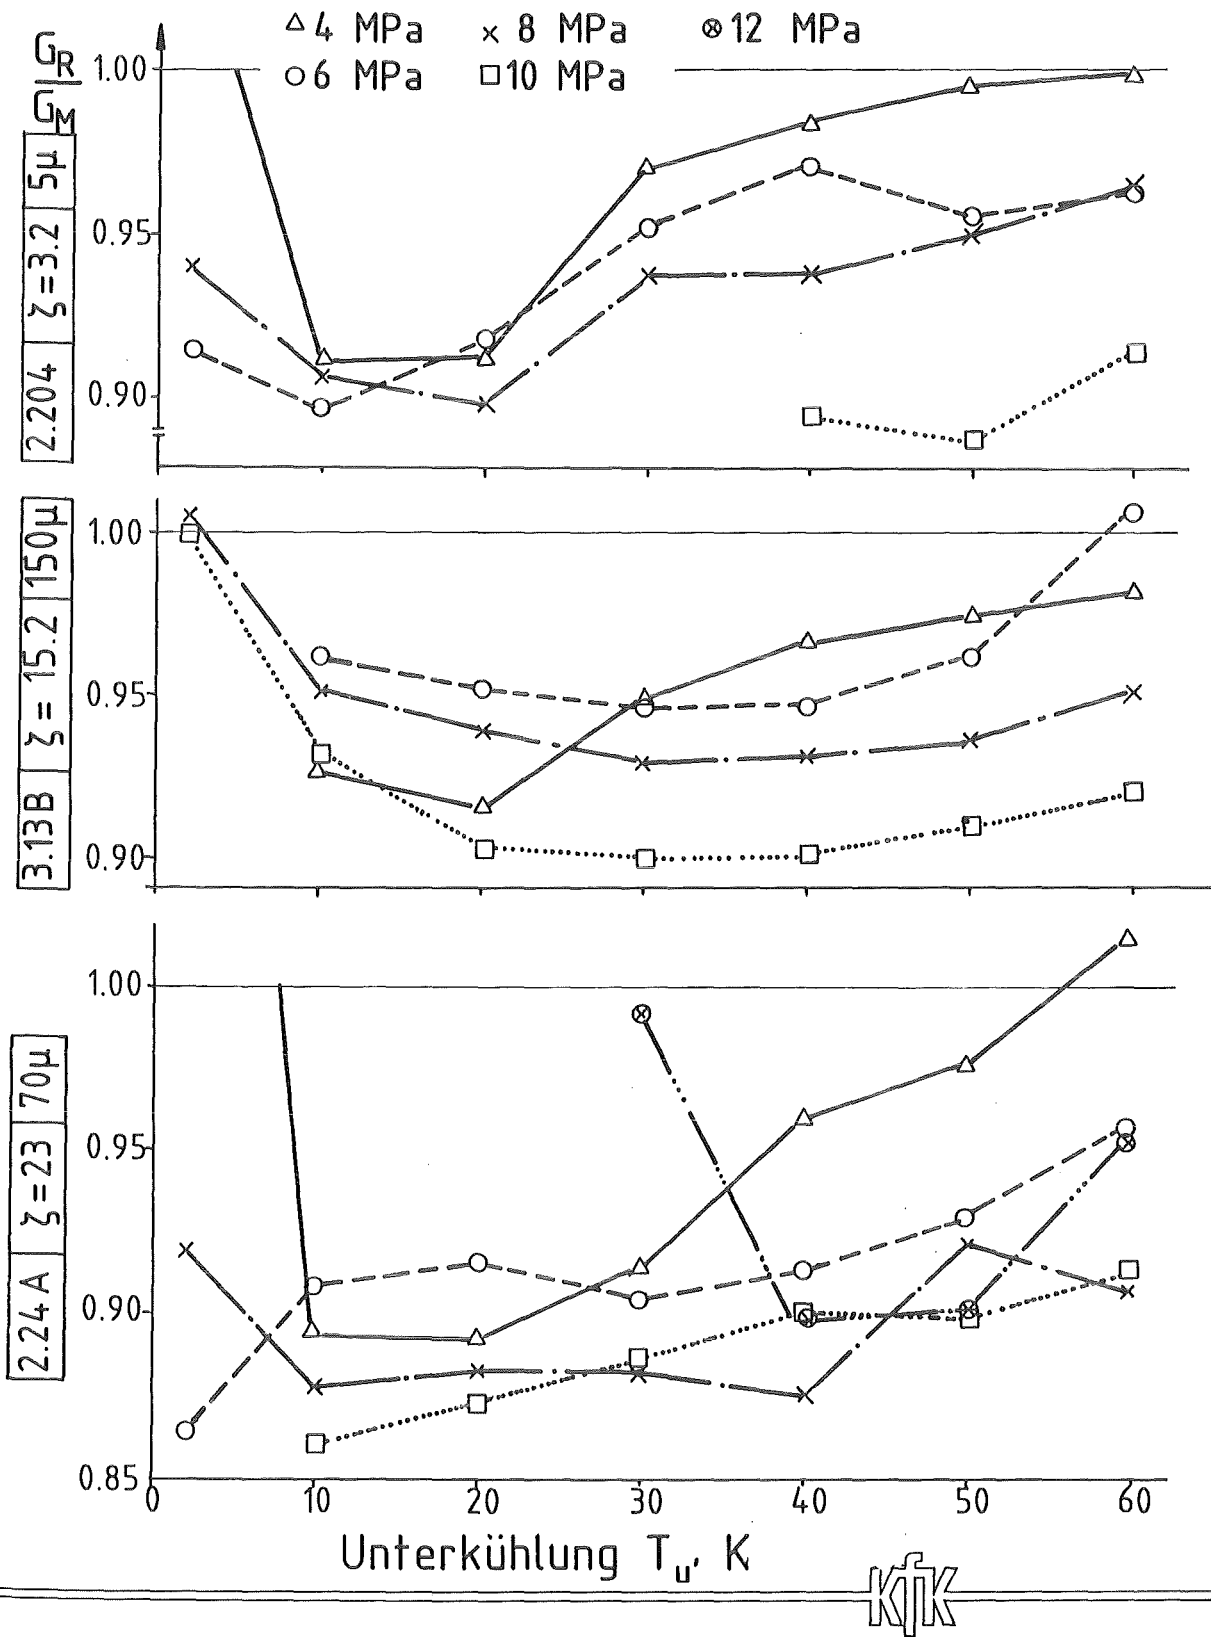 △ 4 MPa × 8 MPa ⊗ 12 MPa
○ 6 MPa □ 10 MPa
G_R
G_M
1.00
0.95
0.90
2.204 ζ = 3.2 5µ
1.00
0.95
0.90
3.13B ζ = 15.2 150µ
1.00
0.95
0.90
0.85
2.24 A ζ = 23 70µ
0 10 20 30 40 50 60
Unterkühlung T_u, K
KfK